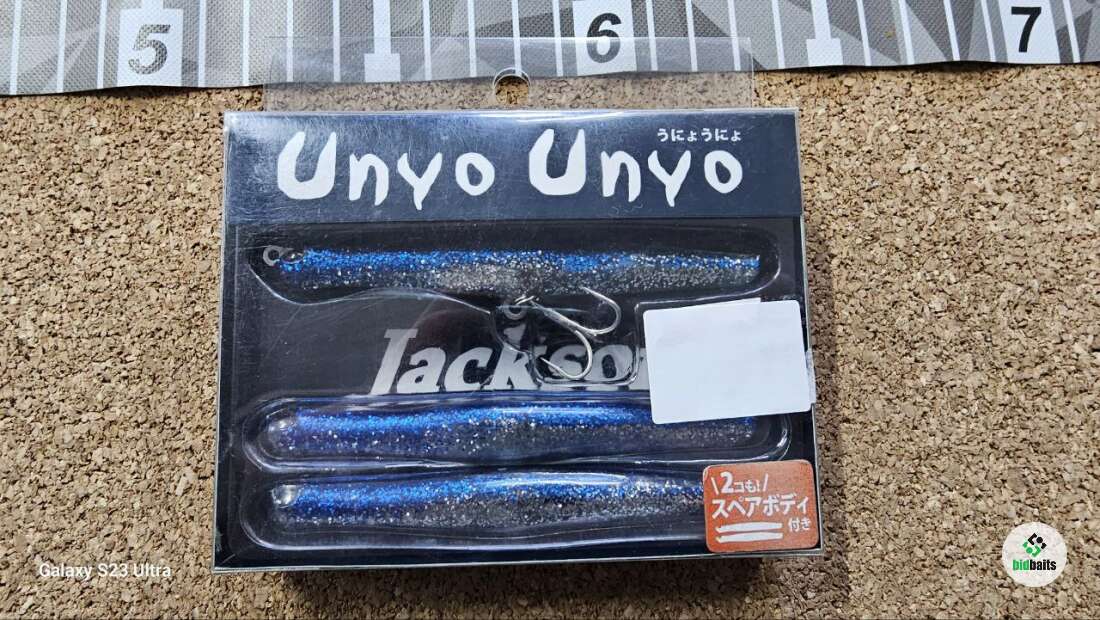 5 6 7
うにょうにょ
Unyo Unyo
Jackson
2コも!
スペアボディ
付き
Galaxy S23 Ultra
bidbaits